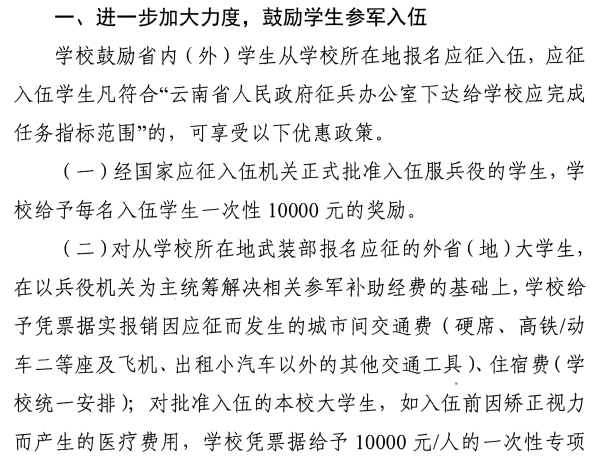 一、进一步加大力度，鼓励学生参军入伍
学校鼓励省内（外）学生从学校所在地报名应征入伍，应征
入伍学生凡符合“云南省人民政府征兵办公室下达给学校应完成
任务指标范围”的，可享受以下优惠政策。
（一）经国家应征入伍机关正式批准入伍服兵役的学生，学
校给予每名入伍学生一次性 10000 元的奖励。
（二）对从学校所在地武装部报名应征的外省（地）大学生，
在以兵役机关为主统筹解决相关参军补助经费的基础上，学校给
予凭票据实报销因应征而发生的城市间交通费（硬席、高铁/动
车二等座及飞机、出租小汽车以外的其他交通工具）、住宿费（学
校统一安排）；对批准入伍的本校大学生，如入伍前因矫正视力
而产生的医疗费用，学校凭票据给予 10000 元/人的一次性专项